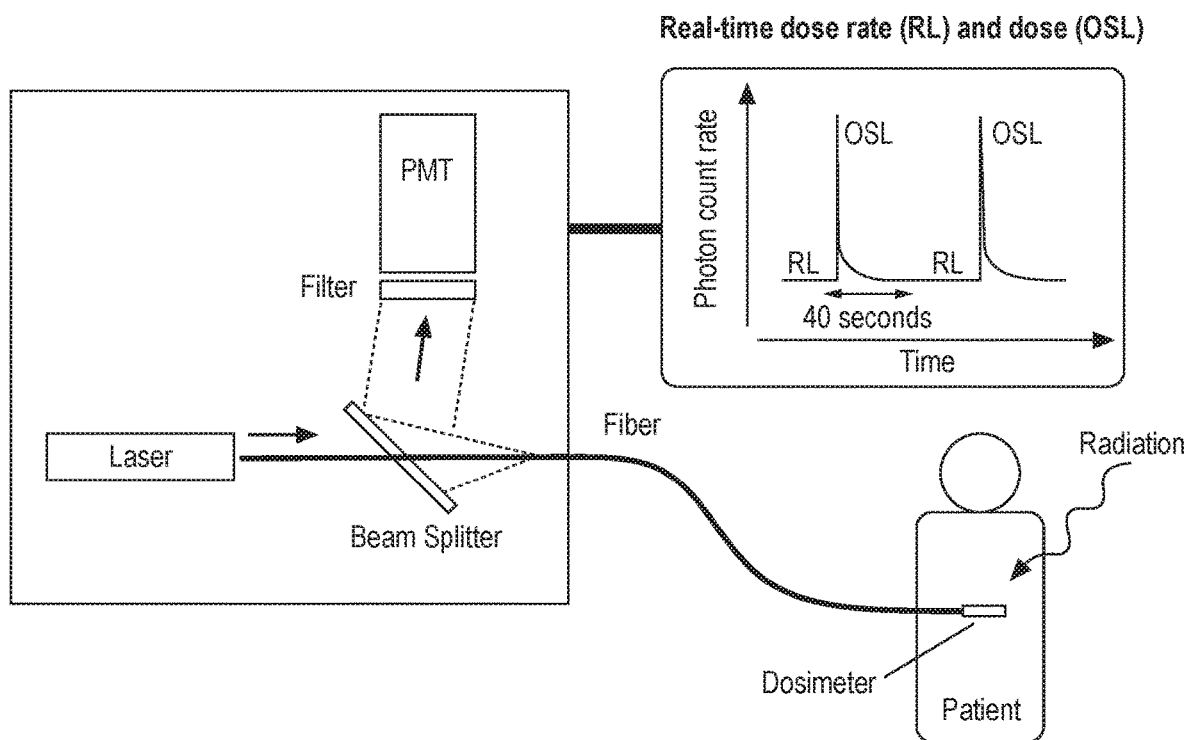 Real-time dose rate (RL) and dose (OSL)
PMT
Filter
Laser
Beam Splitter
Photon count rate
OSL
OSL
RL
RL
40 seconds
Time
Fiber
Radiation
Dosimeter
Patient